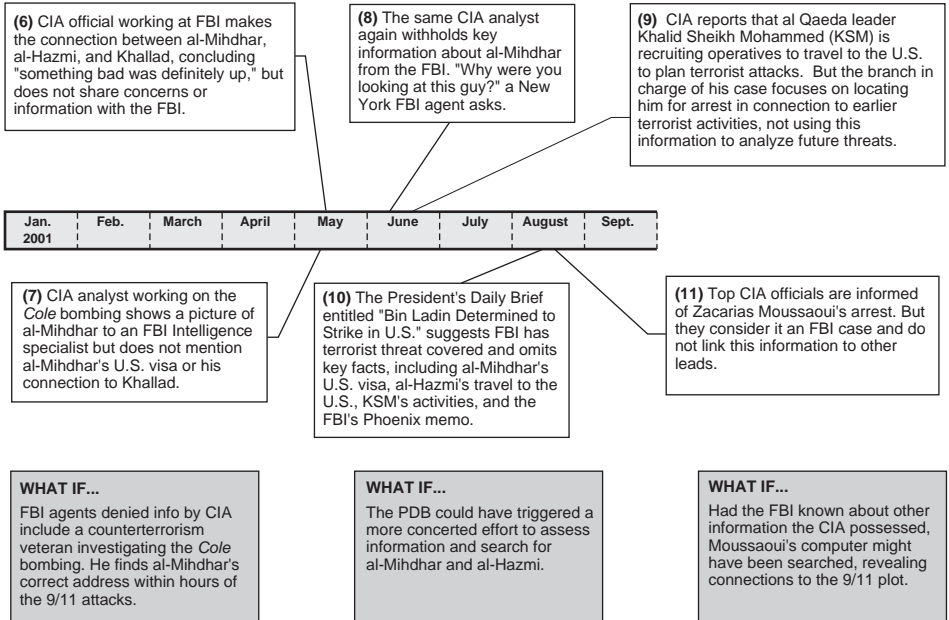 (6) CIA official working at FBI makes
the connection between al-Mihdhar,
al-Hazmi, and Khallad, concluding
"something bad was definitely up," but
does not share concerns or
information with the FBI.
(8) The same CIA analyst
again withholds key
information about al-Mihdhar
from the FBI. "Why were you
looking at this guy?" a New
York FBI agent asks.
(9) CIA reports that al Qaeda leader
Khalid Sheikh Mohammed (KSM) is
recruiting operatives to travel to the U.S.
to plan terrorist attacks. But the branch in
charge of his case focuses on locating
him for arrest in connection to earlier
terrorist activities, not using this
information to analyze future threats.
Jan. Feb. March April May June July August Sept.
2001
(7) CIA analyst working on the
Cole bombing shows a picture of
al-Mihdhar to an FBI Intelligence
specialist but does not mention
al-Mihdhar's U.S. visa or his
connection to Khallad.
(10) The President's Daily Brief
entitled "Bin Ladin Determined to
Strike in U.S." suggests FBI has
terrorist threat covered and omits
key facts, including al-Mihdhar's
U.S. visa, al-Hazmi's travel to the
U.S., KSM's activities, and the
FBI's Phoenix memo.
(11) Top CIA officials are informed
of Zacarias Moussaoui's arrest. But
they consider it an FBI case and do
not link this information to other
leads.
WHAT IF...
FBI agents denied info by CIA
include a counterterrorism
veteran investigating the Cole
bombing. He finds al-Mihdhar's
correct address within hours of
the 9/11 attacks.
WHAT IF...
The PDB could have triggered a
more concerted effort to assess
information and search for
al-Mihdhar and al-Hazmi.
WHAT IF...
Had the FBI known about other
information the CIA possessed,
Moussaoui's computer might
have been searched, revealing
connections to the 9/11 plot.